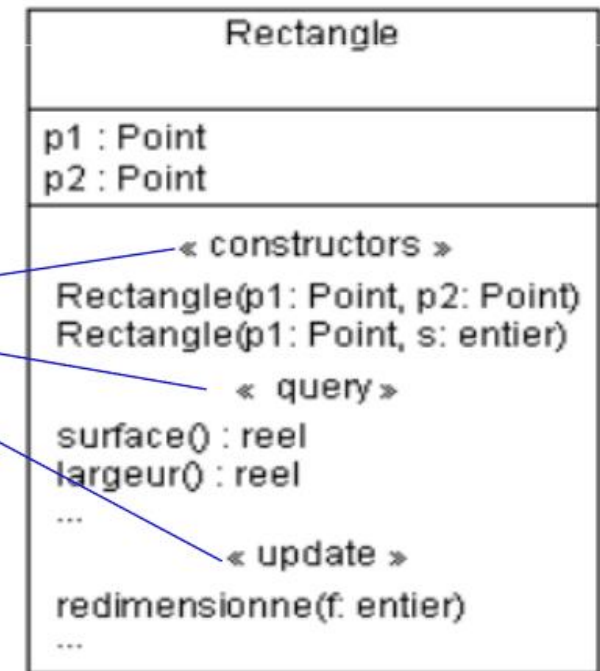 Rectangle
p1 : Point
p2 : Point
« constructors »
Rectangle(p1: Point, p2: Point)
Rectangle(p1: Point, s: entier)
« query »
surface() : reel
largeur() : reel
...
« update »
redimensionne(f: entier)
...